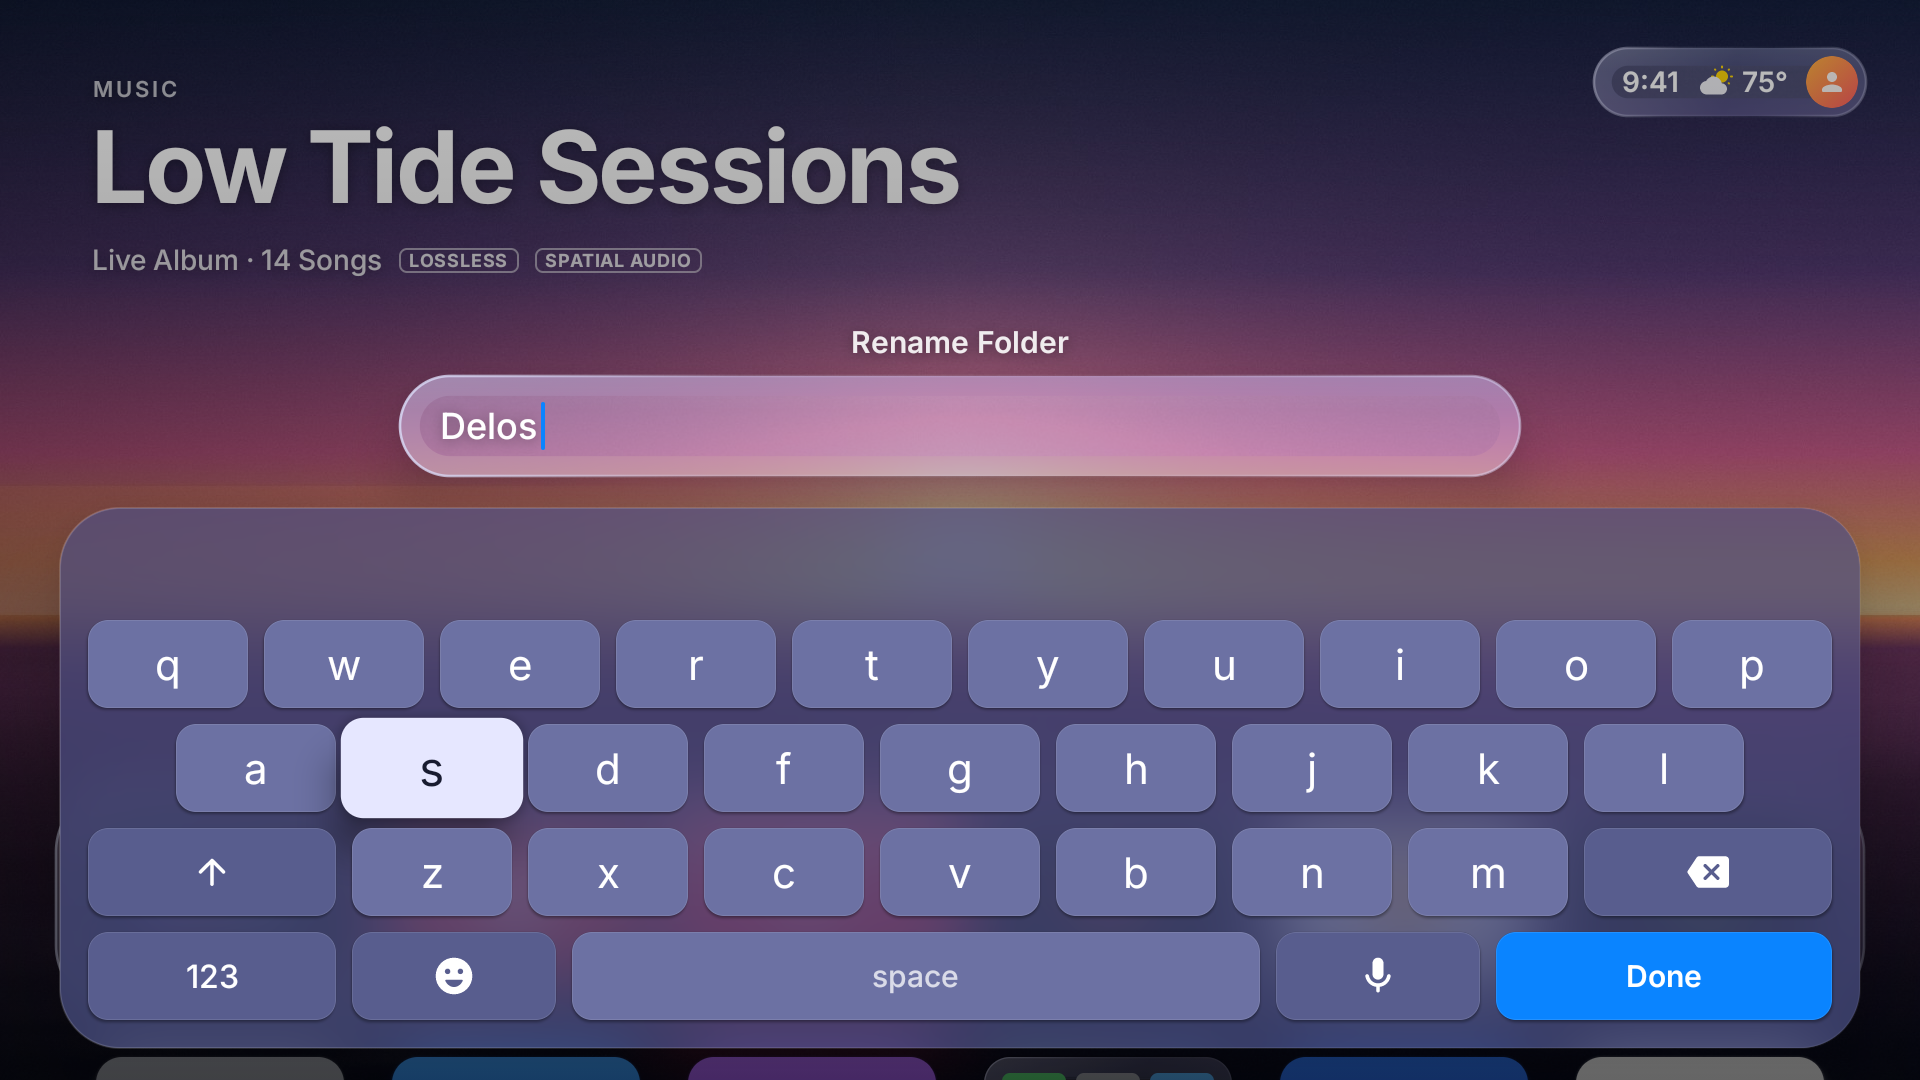 MUSIC
9:41 75°
Low Tide Sessions
Live Album · 14 Songs LOSSLESS SPATIAL AUDIO
Rename Folder
Delos
q w e r t y u i o p
a s d f g h j k l
z x c v b n m
123 space Done